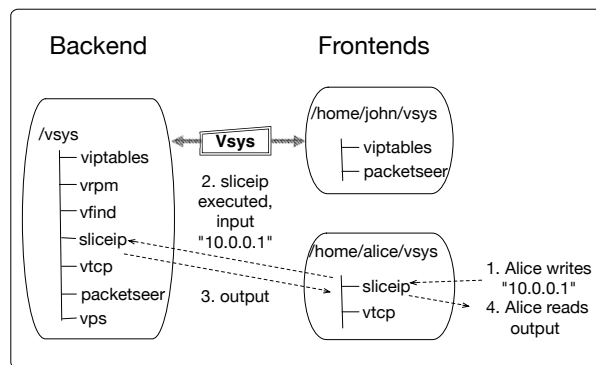 Backend
Frontends
/vsys
viptables
vrpm
vfind
sliceip
vtcp
packetseer
vps
Vsys
2. sliceip
executed,
input
"10.0.0.1"
3. output
/home/john/vsys
viptables
packetseer
/home/alice/vsys
sliceip
vtcp
1. Alice writes
"10.0.0.1"
4. Alice reads
output